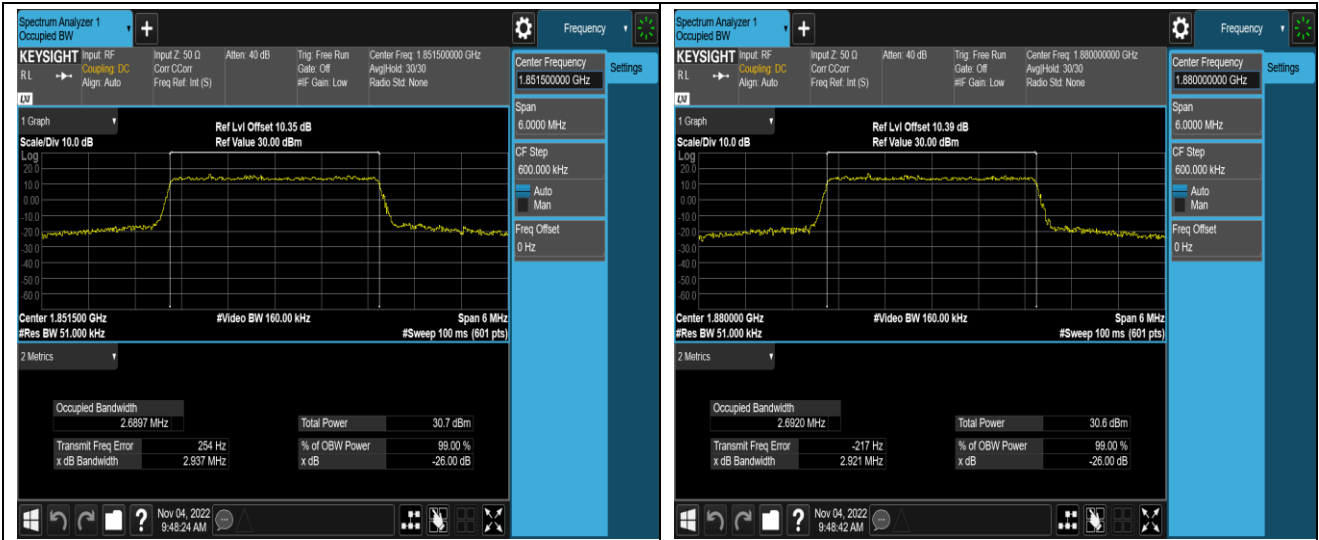 Spectrum Analyzer 1
Occupied BW
Frequency
KEYSIGHT
Input: RF
Coupling: DC
Align: Auto
Input Z: 50 Ω
Corr CCorr
Freq Ref: Int (S)
Atten: 40 dB
Trig: Free Run
Gate: Off
#IF Gain: Low
Center Freq: 1.851500000 GHz
Avg|Hold: 30/30
Radio Std: None
RL
LXI
Center Frequency
1.851500000 GHz
Settings
Span
6.0000 MHz
CF Step
600.000 kHz
Auto
Man
Freq Offset
0 Hz
1 Graph
Scale/Div 10.0 dB
Ref Lvl Offset 10.35 dB
Ref Value 30.00 dBm
Log
20.0
10.0
0.00
-10.0
-20.0
-30.0
-40.0
-50.0
-60.0
Center 1.851500 GHz
#Video BW 160.00 kHz
Span 6 MHz
#Res BW 51.000 kHz
#Sweep 100 ms (601 pts)
2 Metrics
Occupied Bandwidth
2.6897 MHz
Total Power 30.7 dBm
Transmit Freq Error 254 Hz
% of OBW Power 99.00 %
x dB Bandwidth 2.937 MHz
x dB -26.00 dB
?
Nov 04, 2022
9:48:24 AM
Spectrum Analyzer 1
Occupied BW
Frequency
KEYSIGHT
Input: RF
Coupling: DC
Align: Auto
Input Z: 50 Ω
Corr CCorr
Freq Ref: Int (S)
Atten: 40 dB
Trig: Free Run
Gate: Off
#IF Gain: Low
Center Freq: 1.880000000 GHz
Avg|Hold: 30/30
Radio Std: None
RL
LXI
Center Frequency
1.880000000 GHz
Settings
Span
6.0000 MHz
CF Step
600.000 kHz
Auto
Man
Freq Offset
0 Hz
1 Graph
Scale/Div 10.0 dB
Ref Lvl Offset 10.39 dB
Ref Value 30.00 dBm
Log
20.0
10.0
0.00
-10.0
-20.0
-30.0
-40.0
-50.0
-60.0
Center 1.880000 GHz
#Video BW 160.00 kHz
Span 6 MHz
#Res BW 51.000 kHz
#Sweep 100 ms (601 pts)
2 Metrics
Occupied Bandwidth
2.6920 MHz
Total Power 30.6 dBm
Transmit Freq Error -217 Hz
% of OBW Power 99.00 %
x dB Bandwidth 2.921 MHz
x dB -26.00 dB
?
Nov 04, 2022
9:48:42 AM